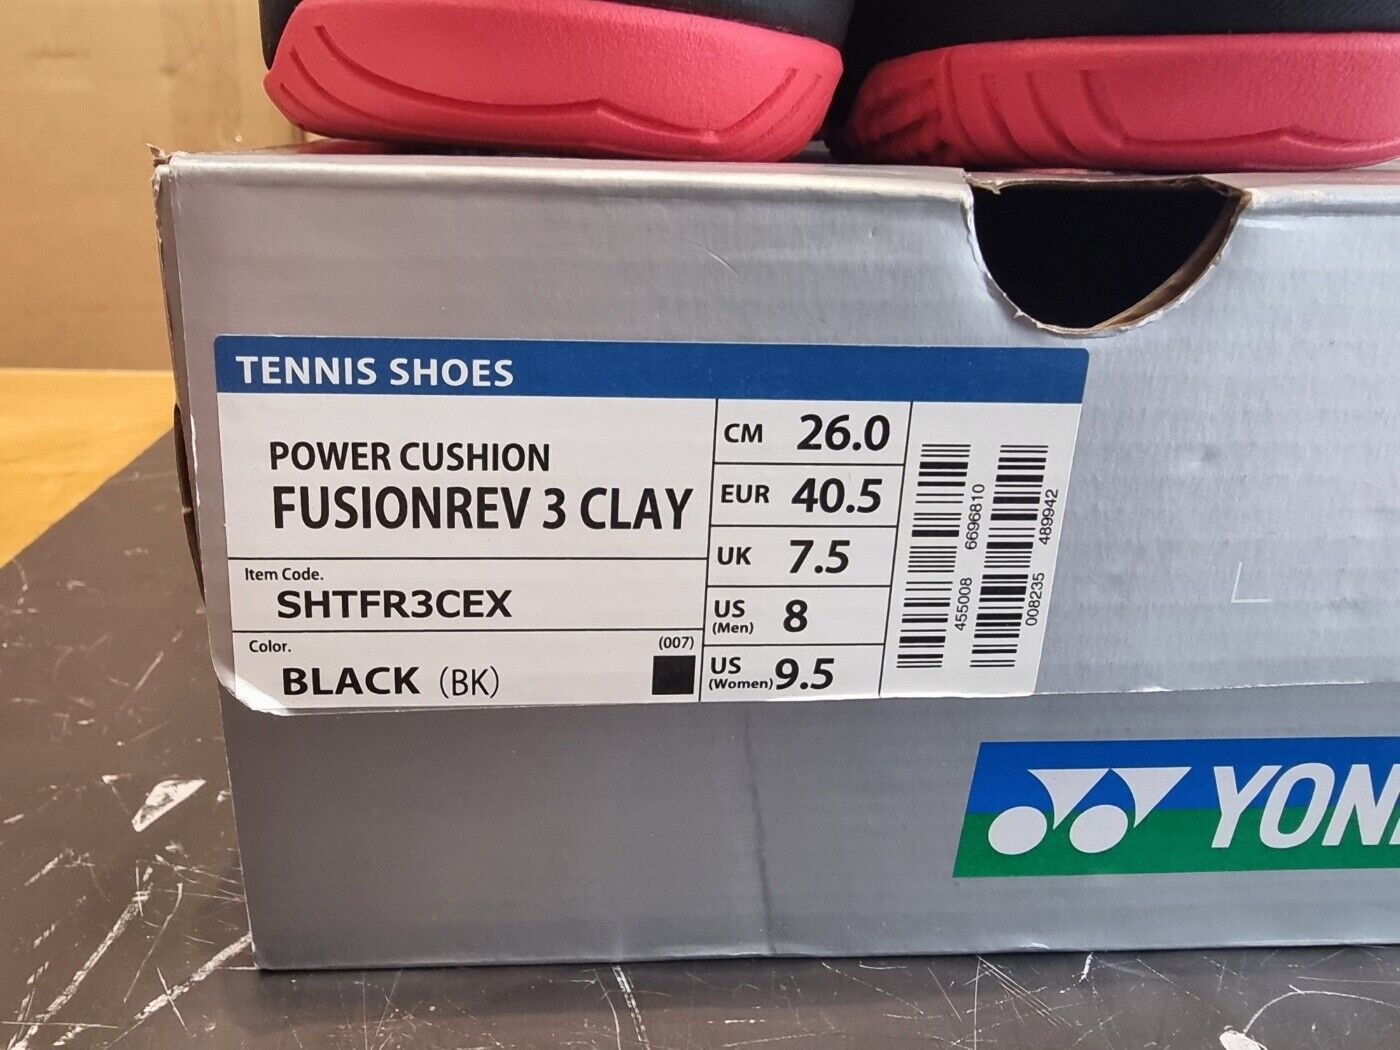 TENNIS SHOES
POWER CUSHION
FUSIONREV 3 CLAY
Item Code.
SHTFR3CEX
Color.
(007)
BLACK (BK)
CM 26.0
EUR 40.5
UK 7.5
US (Men) 8
US (Women) 9.5
455008 6696810
008235 489942
YON